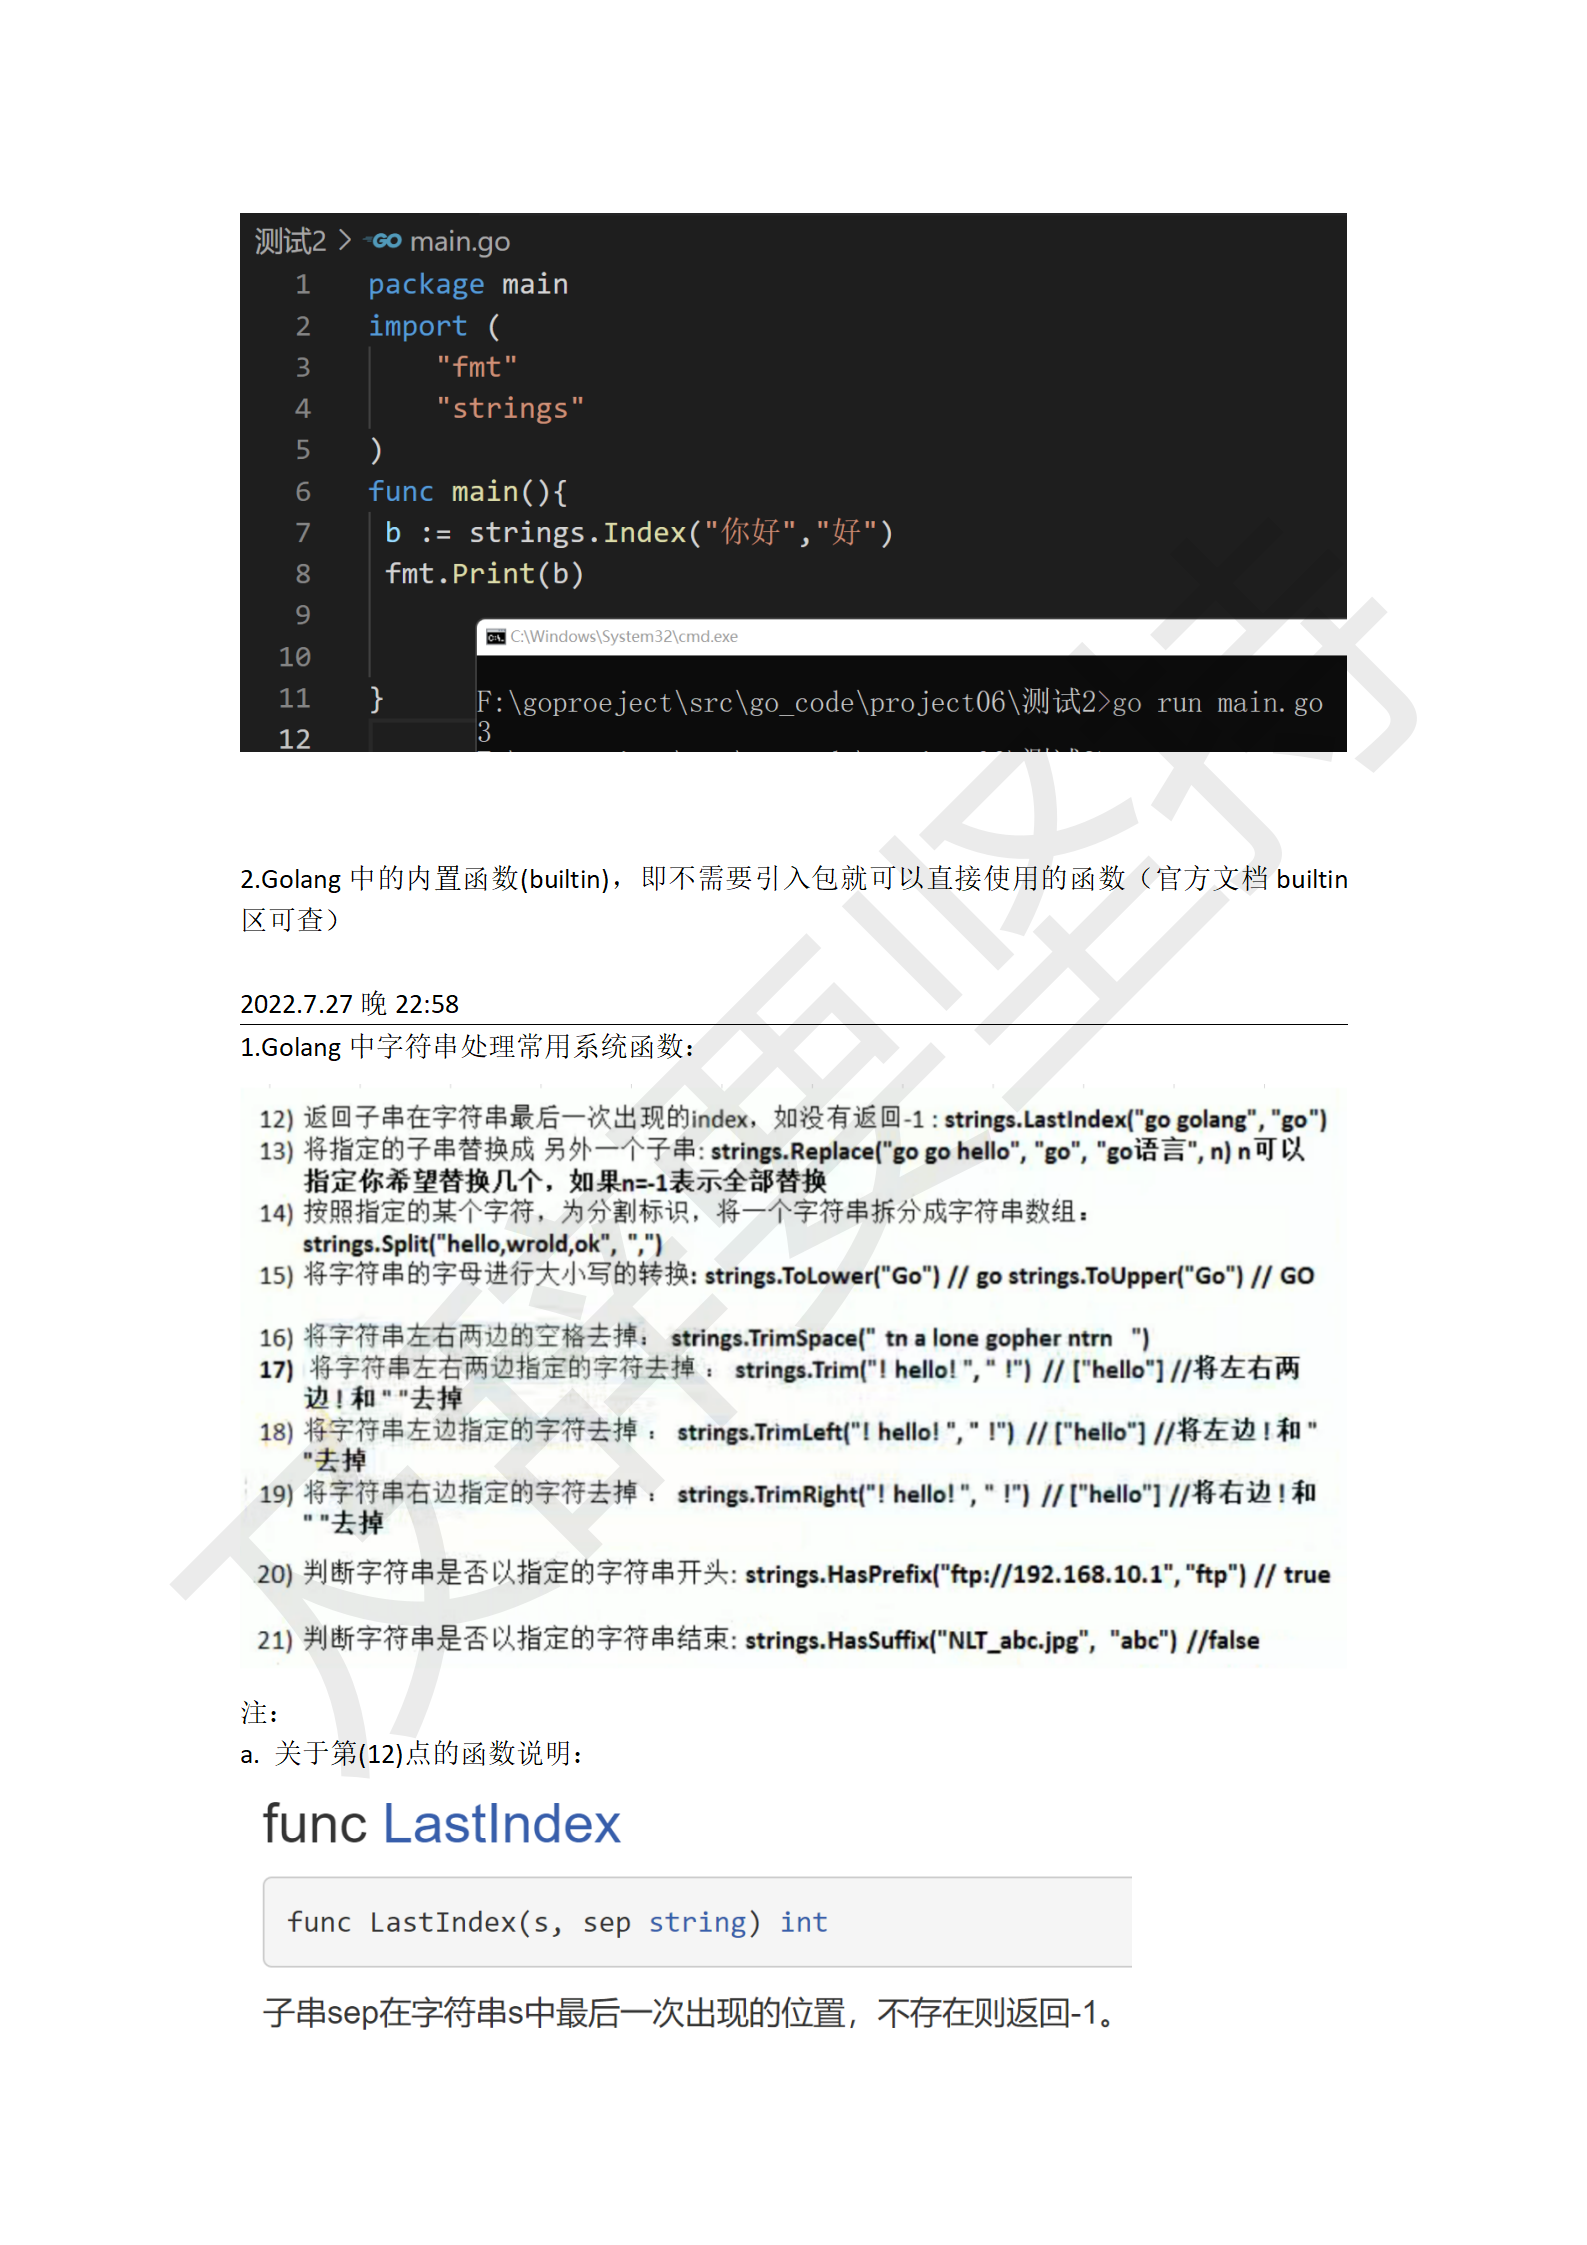 测试2 > GO main.go
1 package main
2 import (
3 "fmt"
4 "strings"
5 )
6 func main(){
7 b := strings.Index("你好","好")
8 fmt.Print(b)
9
C:\Windows\System32\cmd.exe
10
11 }
F:\goproeject\src\go_code\project06\测试2>go run main.go
12
3
2.Golang 中的内置函数(builtin)，即不需要引入包就可以直接使用的函数（官方文档 builtin
区可查）
2022.7.27 晚 22:58
1.Golang 中字符串处理常用系统函数：
12) 返回子串在字符串最后一次出现的index，如没有返回-1 : strings.LastIndex("go golang", "go")
13) 将指定的子串替换成 另外一个子串: strings.Replace("go go hello", "go", "go语言", n) n可以
指定你希望替换几个，如果n=-1表示全部替换
14) 按照指定的某个字符，为分割标识，将一个字符串拆分成字符串数组：
strings.Split("hello,wrold,ok", ",")
15) 将字符串的字母进行大小写的转换: strings.ToLower("Go") // go strings.ToUpper("Go") // GO
16) 将字符串左右两边的空格去掉： strings.TrimSpace(" tn a lone gopher ntrn   ")
17) 将字符串左右两边指定的字符去掉 ： strings.Trim("! hello! ", " !") // ["hello"] //将左右两
边 ! 和 " "去掉
18) 将字符串左边指定的字符去掉 ： strings.TrimLeft("! hello! ", " !") // ["hello"] //将左边 ! 和 "
"去掉
19) 将字符串右边指定的字符去掉 ： strings.TrimRight("! hello! ", " !") // ["hello"] //将右边 ! 和
" "去掉
20) 判断字符串是否以指定的字符串开头: strings.HasPrefix("ftp://192.168.10.1", "ftp") // true
21) 判断字符串是否以指定的字符串结束: strings.HasSuffix("NLT_abc.jpg", "abc") //false
注：
a. 关于第(12)点的函数说明：
func LastIndex
func LastIndex(s, sep string) int
子串sep在字符串s中最后一次出现的位置，不存在则返回-1。